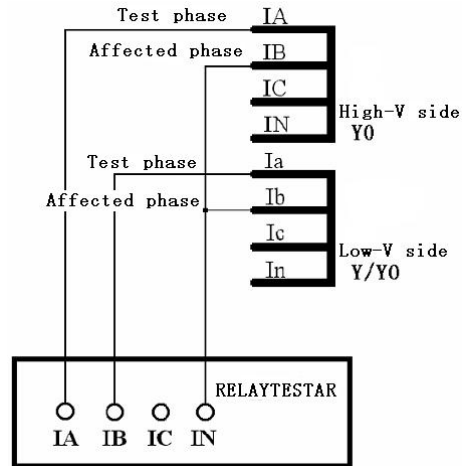 Test phase IA
Affected phase IB
IC
High-V side
IN
Y0
Test phase Ia
Affected phase Ib
Ic
Low-V side
In
Y/Y0
RELAYTESTAR
IA IB IC IN